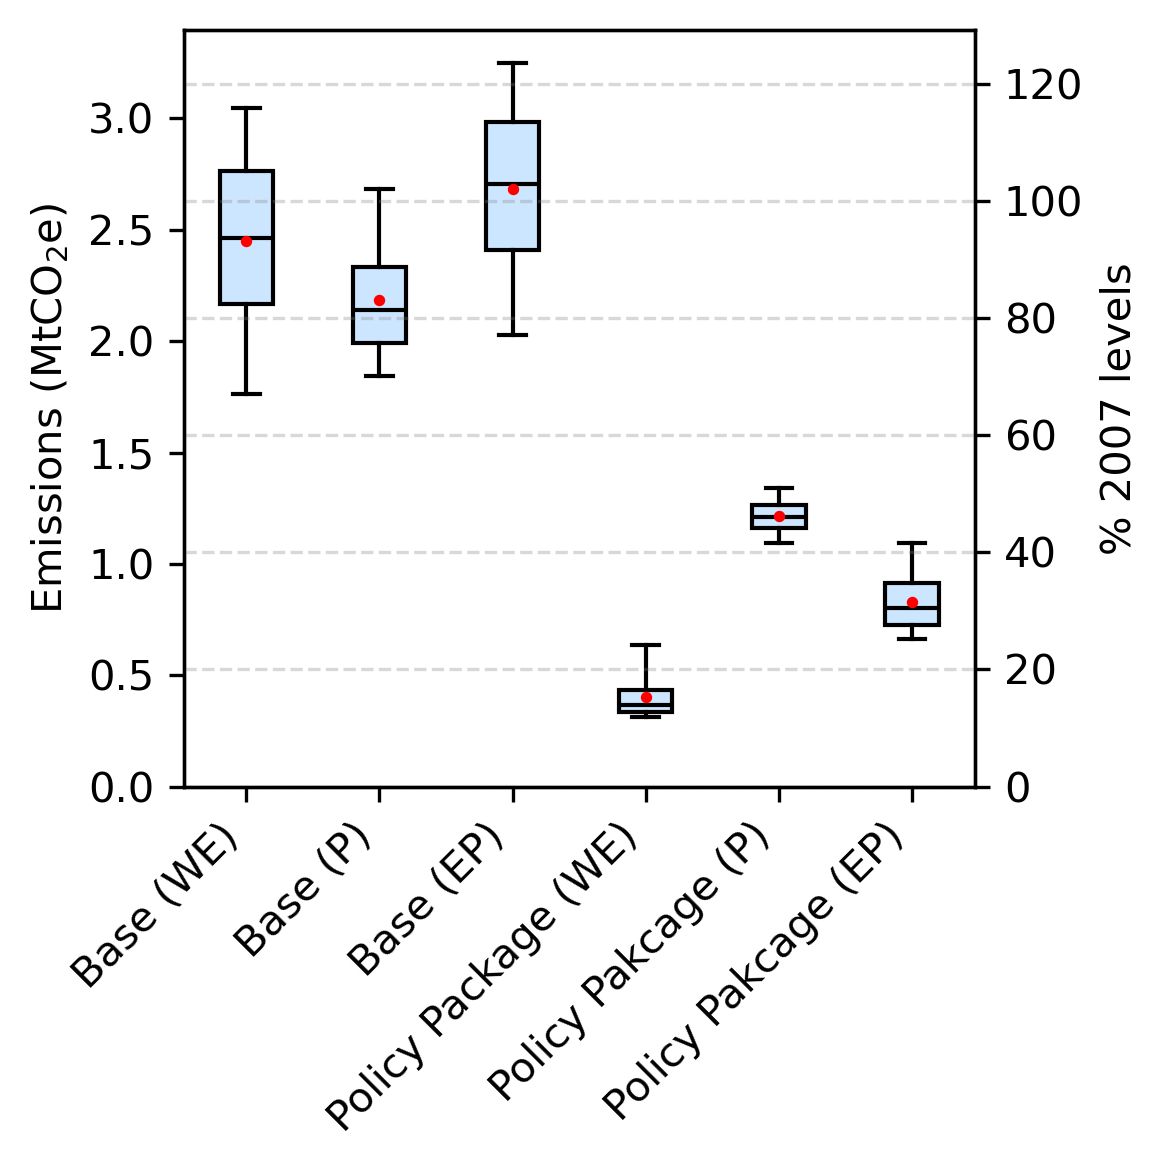 Emissions (MtCO₂e)
3.0
2.5
2.0
1.5
1.0
0.5
0.0
120
100
80
60
40
20
0
% 2007 levels
Base (WE)
Base (P)
Base (EP)
Policy Package (WE)
Policy Pakcage (P)
Policy Pakcage (EP)